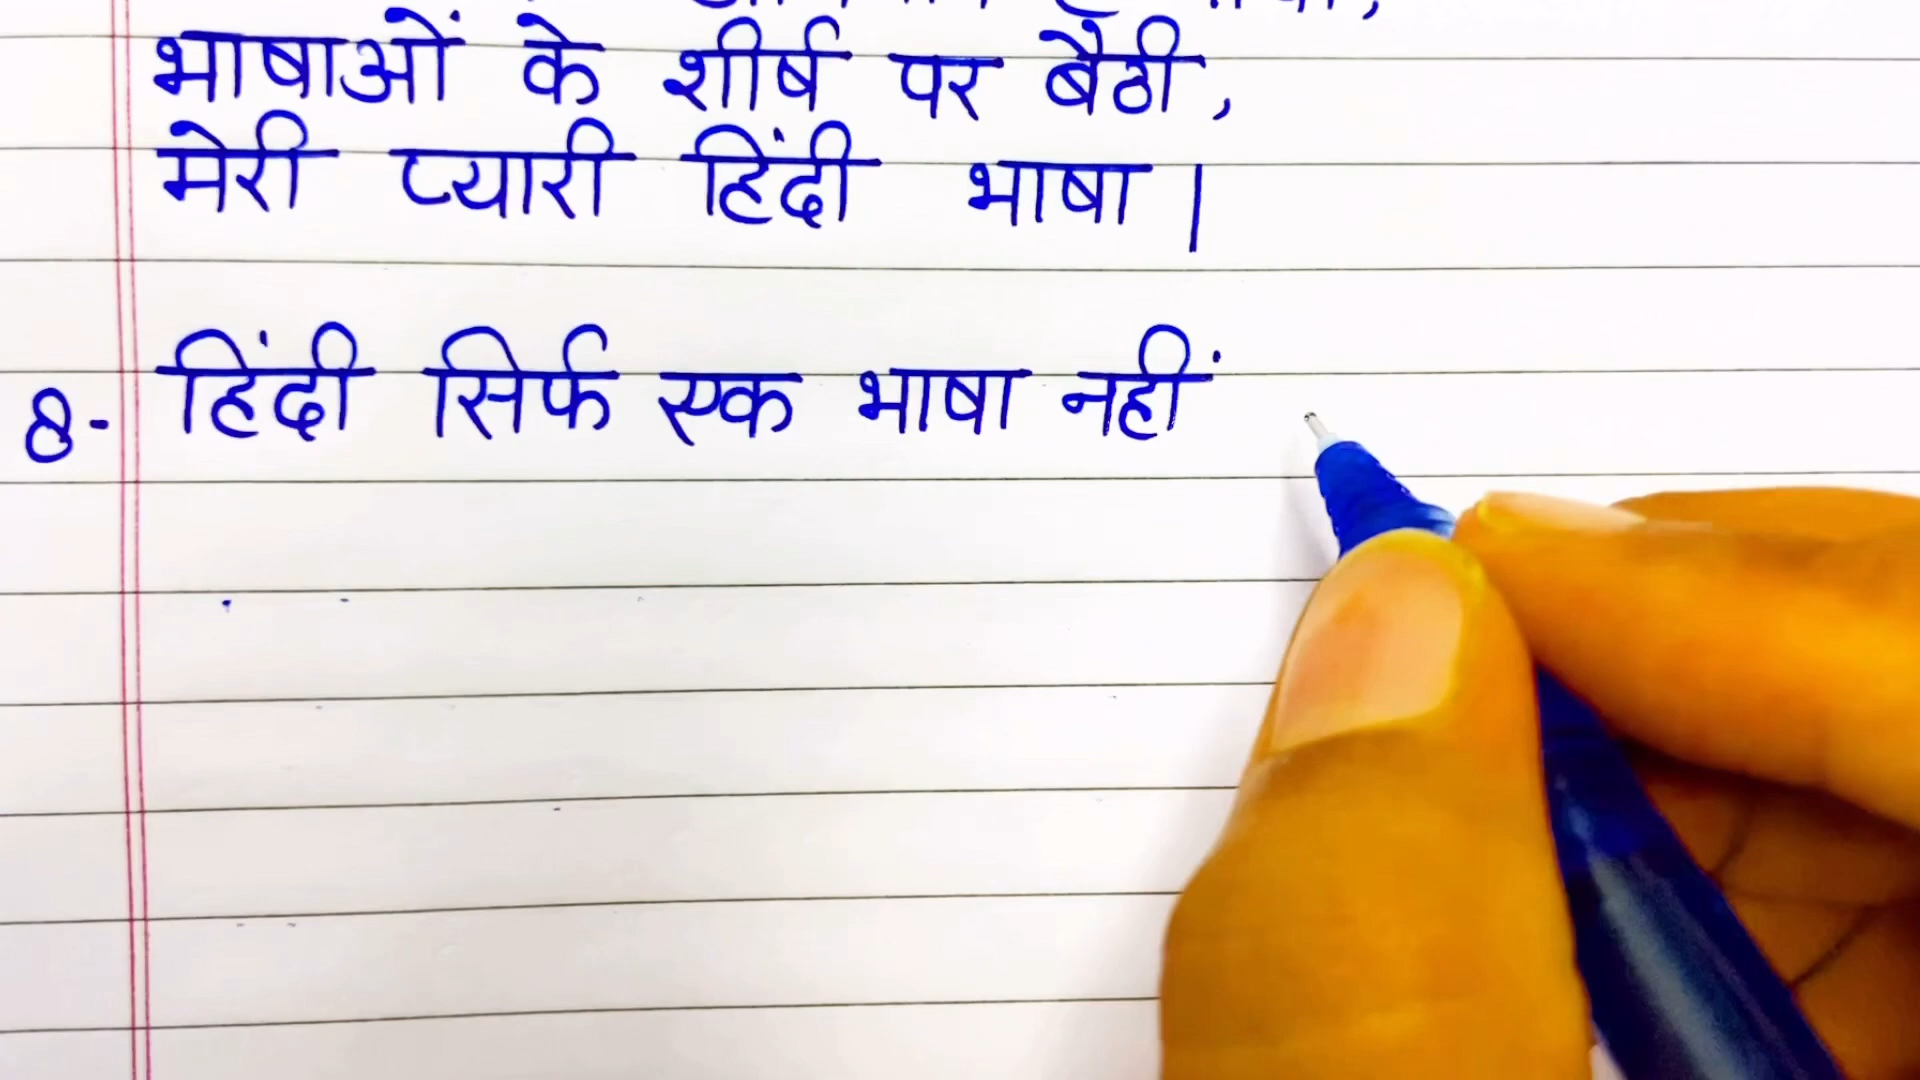 भाषाओं के शीर्ष पर बैठी,
मेरी प्यारी हिंदी भाषा |
8- हिंदी सिर्फ एक भाषा नहीं